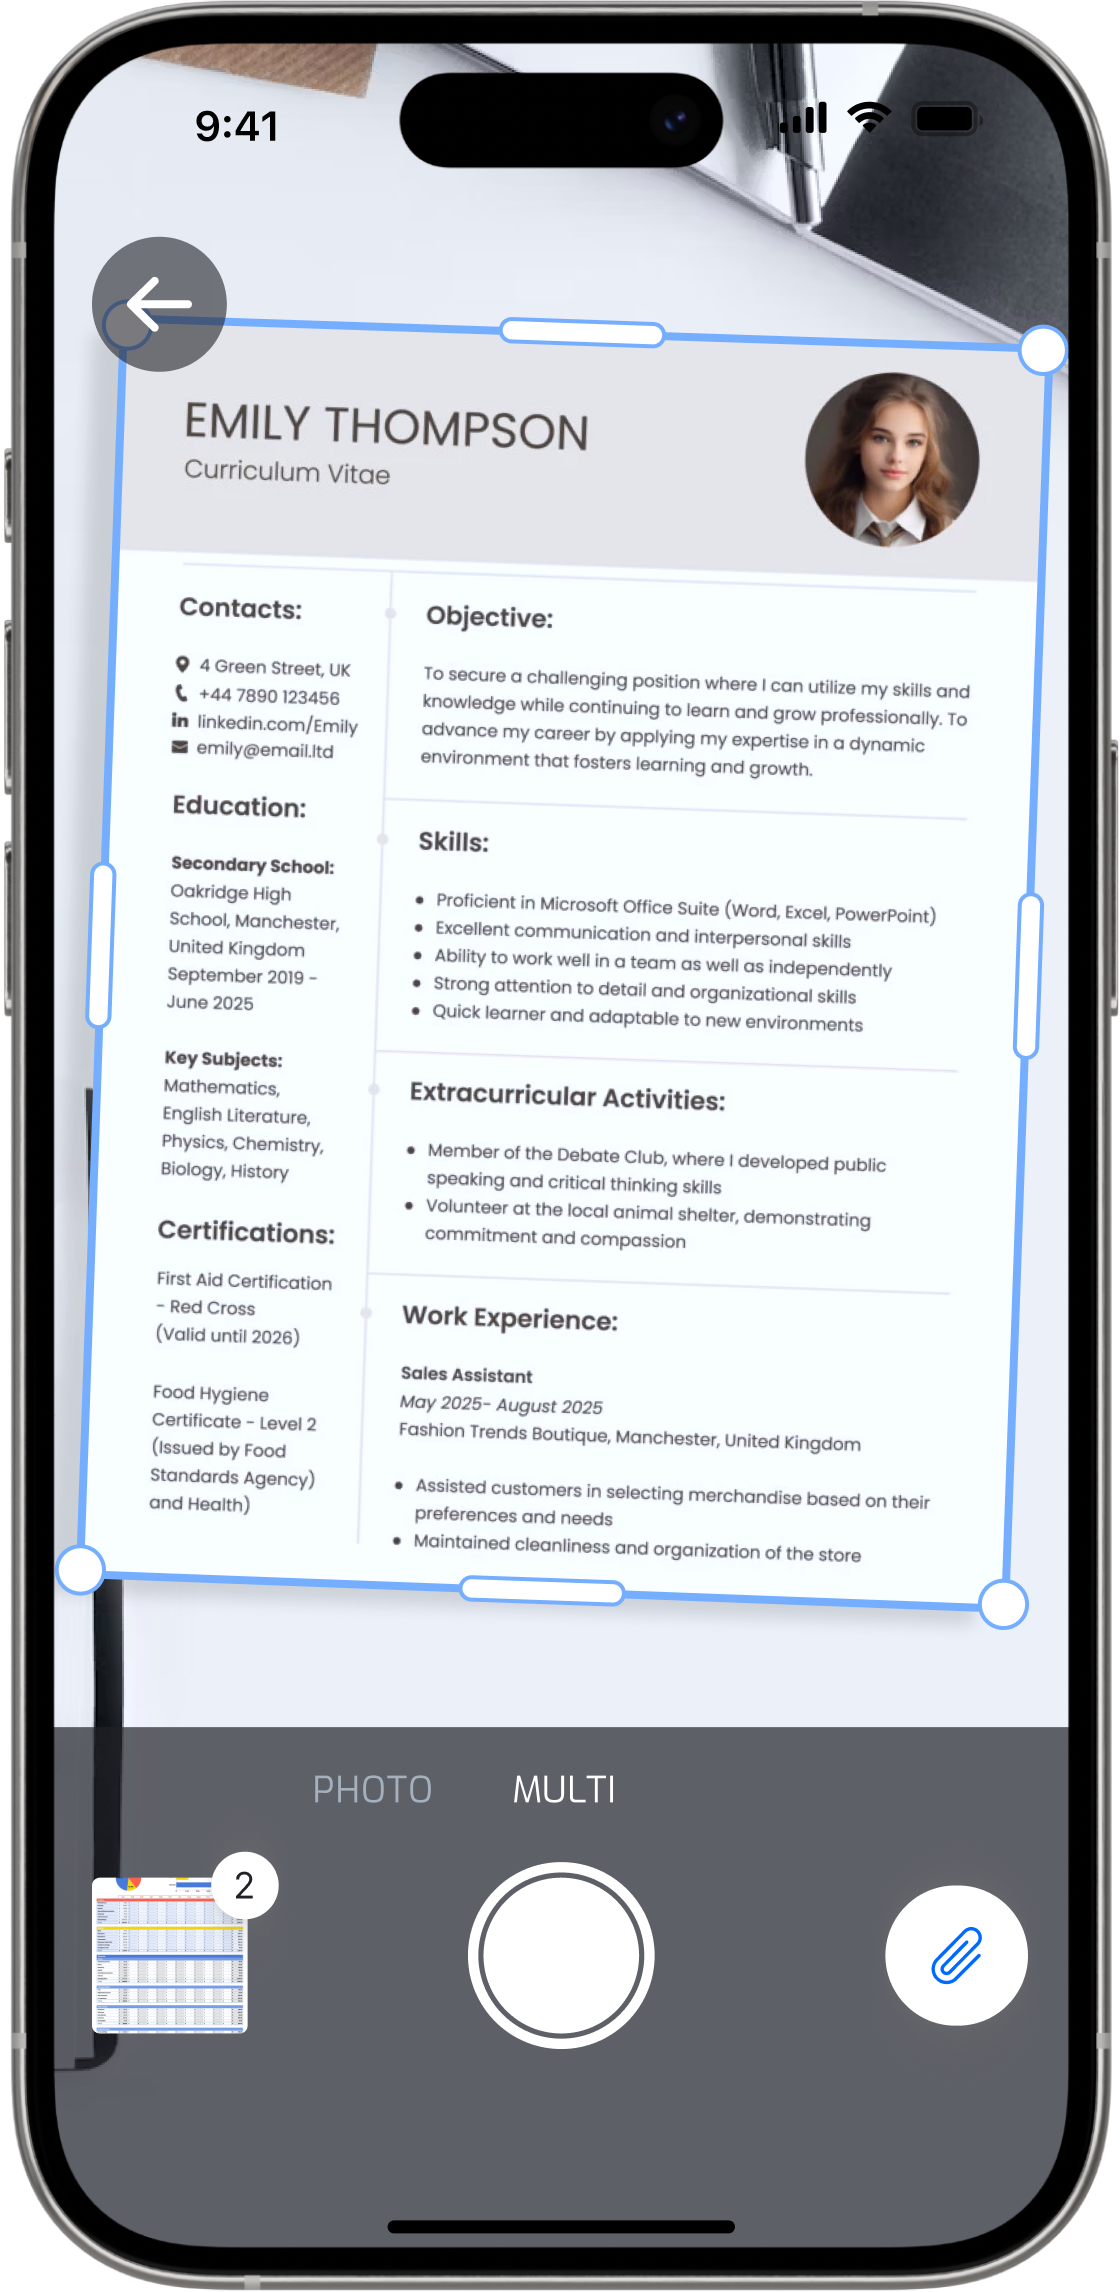 9:41
EMILY THOMPSON
Curriculum Vitae
Contacts:
4 Green Street, UK
+44 7890 123456
in linkedin.com/Emily
emily@email.ltd
Education:
Secondary School:
Oakridge High
School, Manchester,
United Kingdom
September 2019 -
June 2025
Key Subjects:
Mathematics,
English Literature,
Physics, Chemistry,
Biology, History
Certifications:
First Aid Certification
- Red Cross
(Valid until 2026)
Food Hygiene
Certificate - Level 2
(Issued by Food
Standards Agency)
and Health)
Objective:
To secure a challenging position where I can utilize my skills and
knowledge while continuing to learn and grow professionally. To
advance my career by applying my expertise in a dynamic
environment that fosters learning and growth.
Skills:
• Proficient in Microsoft Office Suite (Word, Excel, PowerPoint)
• Excellent communication and interpersonal skills
• Ability to work well in a team as well as independently
• Strong attention to detail and organizational skills
• Quick learner and adaptable to new environments
Extracurricular Activities:
• Member of the Debate Club, where I developed public
speaking and critical thinking skills
• Volunteer at the local animal shelter, demonstrating
commitment and compassion
Work Experience:
Sales Assistant
May 2025- August 2025
Fashion Trends Boutique, Manchester, United Kingdom
• Assisted customers in selecting merchandise based on their
preferences and needs
• Maintained cleanliness and organization of the store
PHOTO MULTI
2